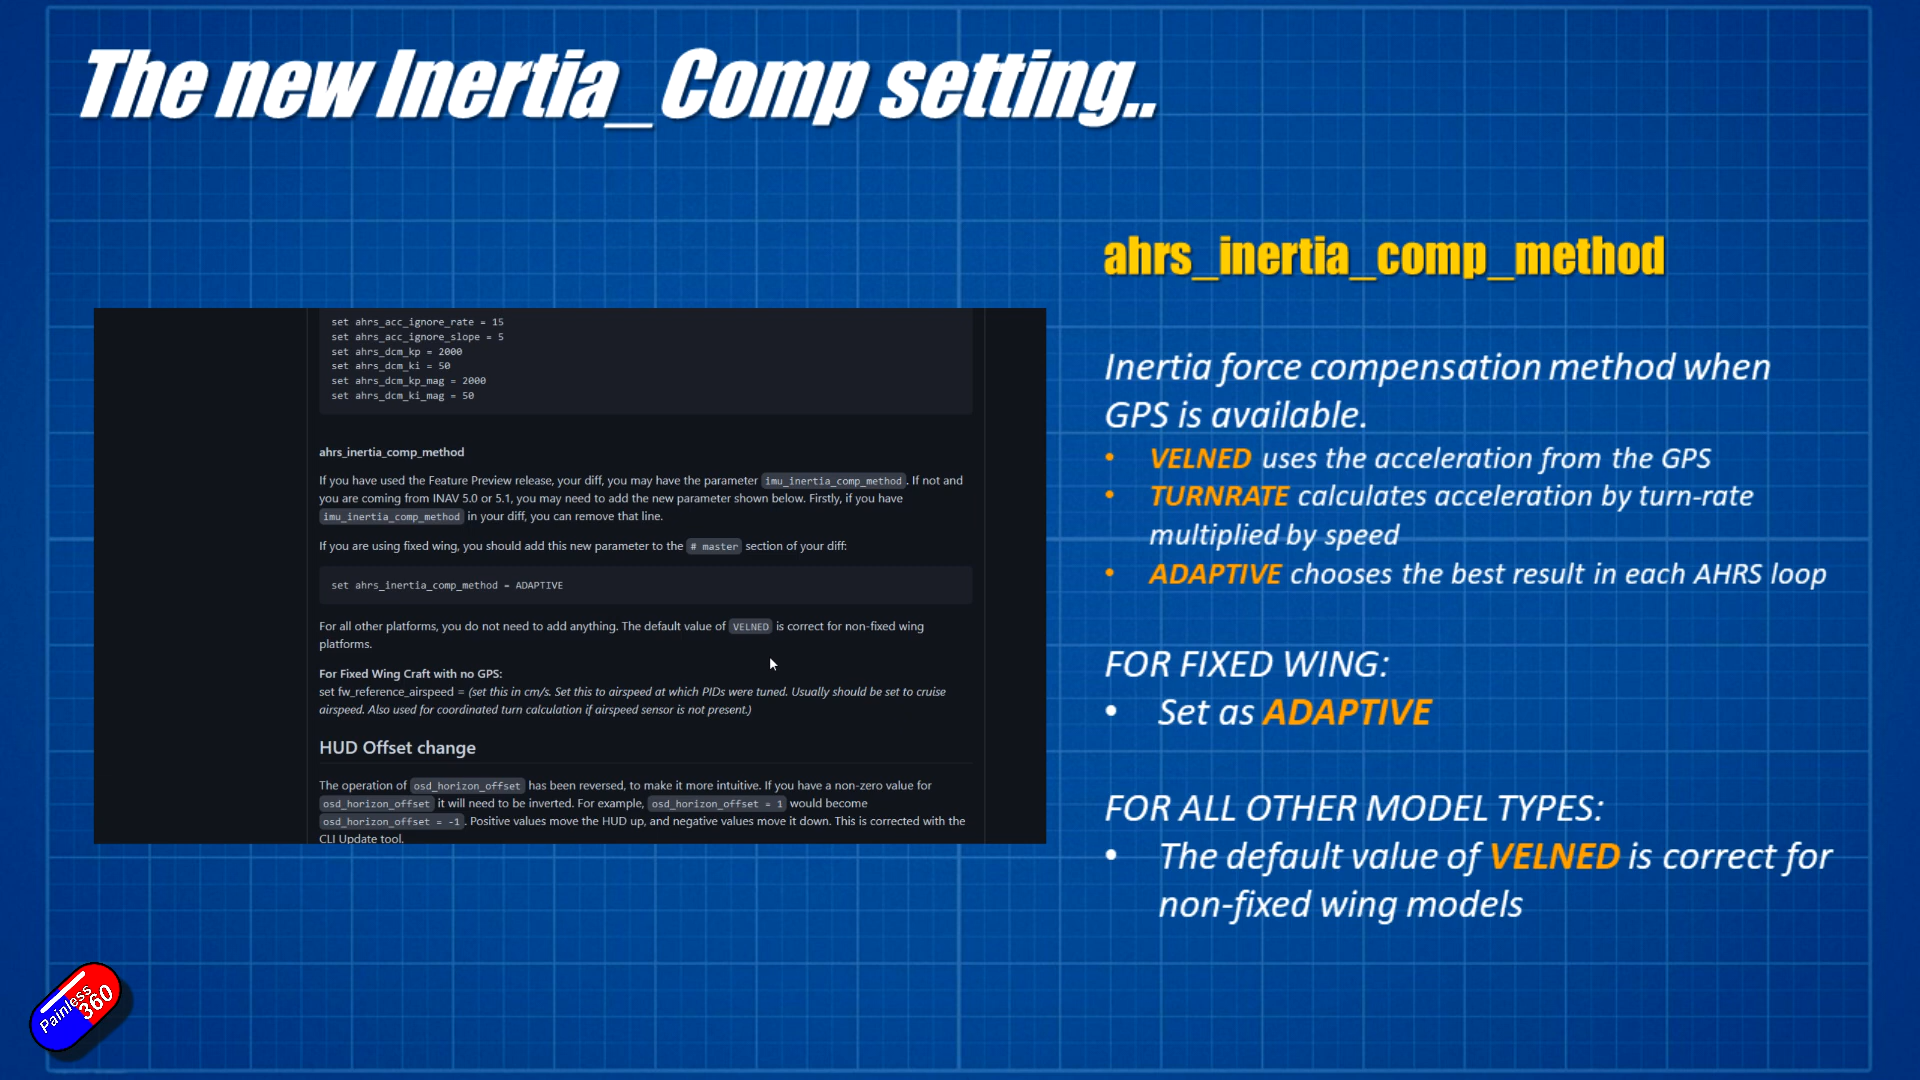 The new Inertia_Comp setting..
set ahrs_acc_ignore_rate = 15
set ahrs_acc_ignore_slope = 5
set ahrs_dcm_kp = 2000
set ahrs_dcm_ki = 50
set ahrs_dcm_kp_mag = 2000
set ahrs_dcm_ki_mag = 50
ahrs_inertia_comp_method
If you have used the Feature Preview release, your diff, you may have the parameter imu_inertia_comp_method. If not and
you are coming from INAV 5.0 or 5.1, you may need to add the new parameter shown below. Firstly, if you have
imu_inertia_comp_method in your diff, you can remove that line.
If you are using fixed wing, you should add this new parameter to the # master section of your diff:
set ahrs_inertia_comp_method = ADAPTIVE
For all other platforms, you do not need to add anything. The default value of VELNED is correct for non-fixed wing
platforms.
For Fixed Wing Craft with no GPS:
set fw_reference_airspeed = (set this in cm/s. Set this to airspeed at which PIDs were tuned. Usually should be set to cruise
airspeed. Also used for coordinated turn calculation if airspeed sensor is not present.)
HUD Offset change
The operation of osd_horizon_offset has been reversed, to make it more intuitive. If you have a non-zero value for
osd_horizon_offset it will need to be inverted. For example, osd_horizon_offset = 1 would become
osd_horizon_offset = -1. Positive values move the HUD up, and negative values move it down. This is corrected with the
CLI Update tool.
ahrs_inertia_comp_method
Inertia force compensation method when
GPS is available.
• VELNED uses the acceleration from the GPS
• TURNRATE calculates acceleration by turn-rate
multiplied by speed
• ADAPTIVE chooses the best result in each AHRS loop
FOR FIXED WING:
• Set as ADAPTIVE
FOR ALL OTHER MODEL TYPES:
• The default value of VELNED is correct for
non-fixed wing models
Painless
360